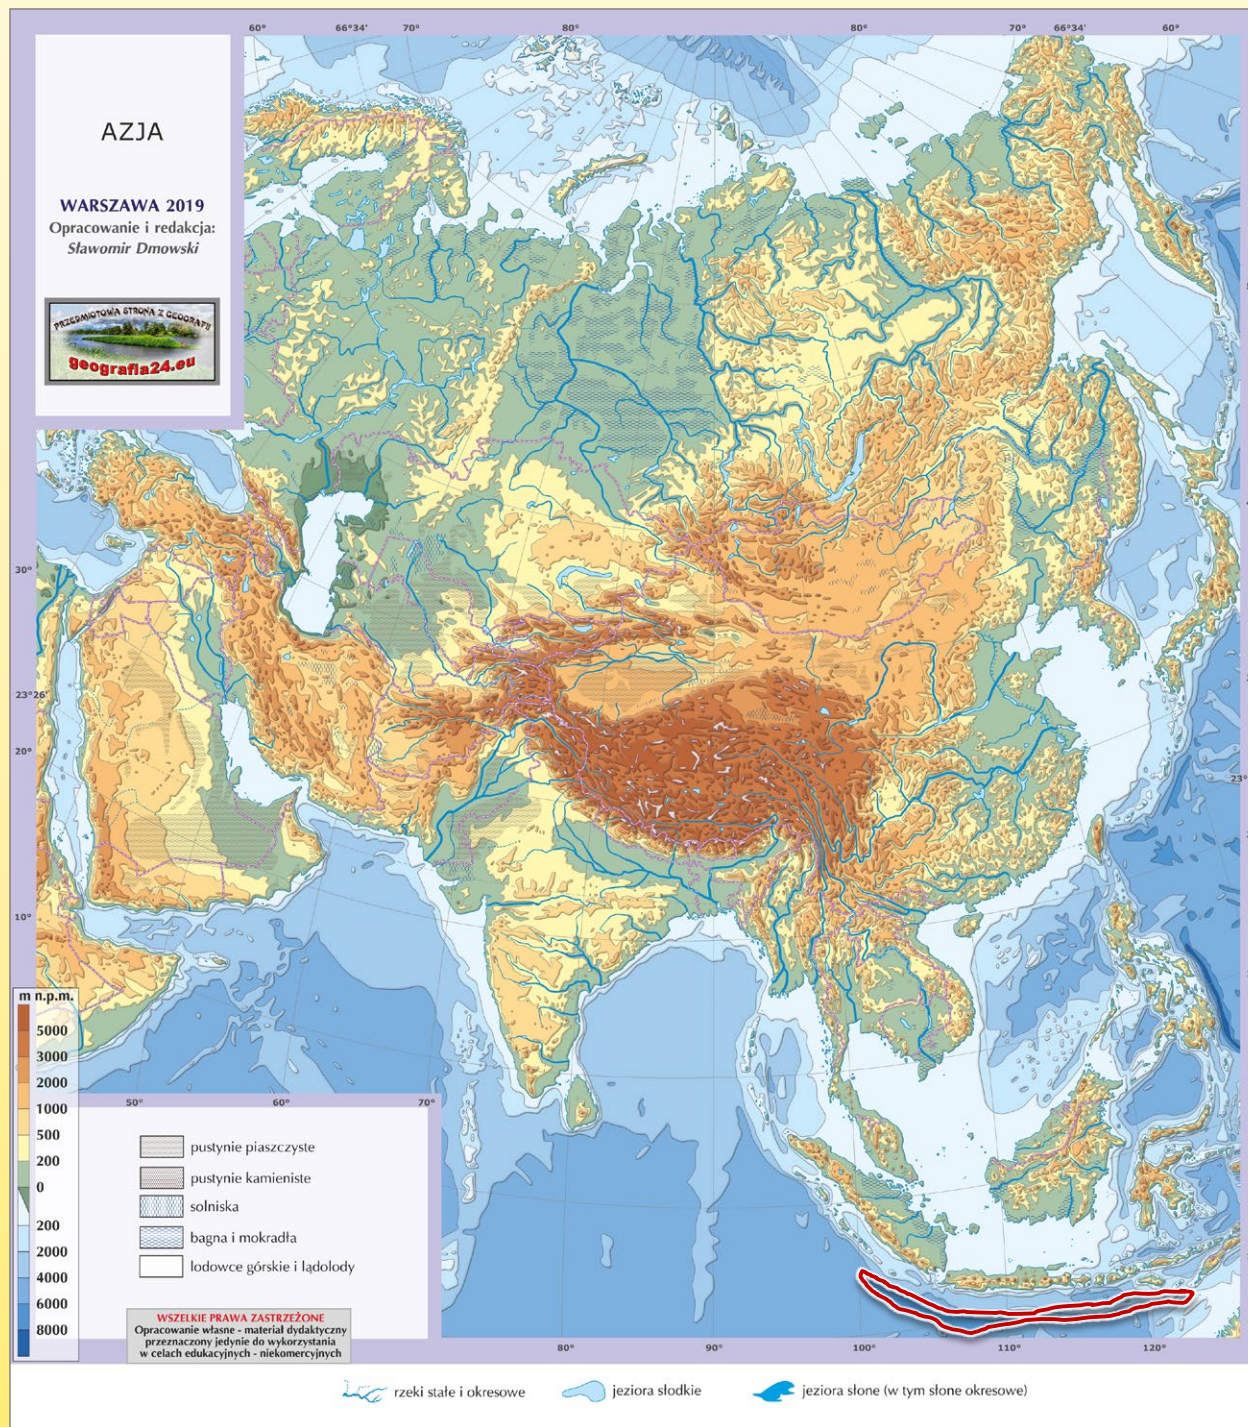 60° 66°34' 70° 80° 80° 70° 66°34' 60°
AZJA
WARSZAWA 2019
Opracowanie i redakcja:
Sławomir Dmowski
PRZEDMIOTOWA STRONA Z GEOGRAFII
geografia24.eu
30°
23°26'
20°
10°
23°
m n.p.m.
5000
3000
2000
1000
500
200
0
200
2000
4000
6000
8000
50° 60° 70°
pustynie piaszczyste
pustynie kamieniste
solniska
bagna i mokradła
lodowce górskie i lądolody
WSZELKIE PRAWA ZASTRZEŻONE
Opracowanie własne - materiał dydaktyczny
przeznaczony jedynie do wykorzystania
w celach edukacyjnych - niekomercyjnych
80° 90° 100° 110° 120°
rzeki stałe i okresowe
jeziora słodkie
jeziora słone (w tym słone okresowe)